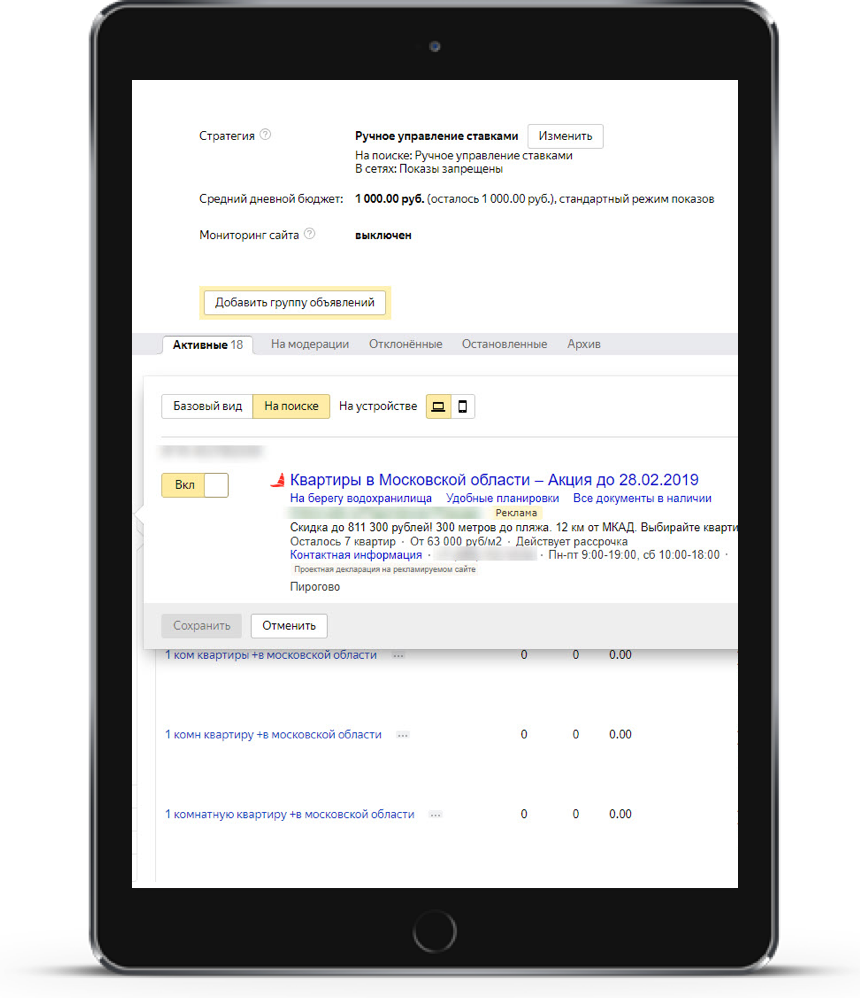 Стратегия ? Ручное управление ставками Изменить
На поиске: Ручное управление ставками
В сетях: Показы запрещены
Средний дневной бюджет: 1 000.00 руб. (осталось 1 000.00 руб.), стандартный режим показов
Мониторинг сайта ? выключен
Добавить группу объявлений
Активные 18 На модерации Отклонённые Остановленные Архив
Базовый вид На поиске На устройстве
Вкл
Квартиры в Московской области – Акция до 28.02.2019
На берегу водохранилища Удобные планировки Все документы в наличии
Реклама
Скидка до 811 300 рублей! 300 метров до пляжа. 12 км от МКАД. Выбирайте кварти
Осталось 7 квартир · От 63 000 руб/м2 · Действует рассрочка
Контактная информация · · Пн-пт 9:00-19:00, сб 10:00-18:00 ·
Проектная декларация на рекламируемом сайте
Пирогово
Сохранить Отменить
1 ком квартиры +в московской области ... 0 0 0.00
1 комн квартиру +в московской области ... 0 0 0.00
1 комнатную квартиру +в московской области ... 0 0 0.00